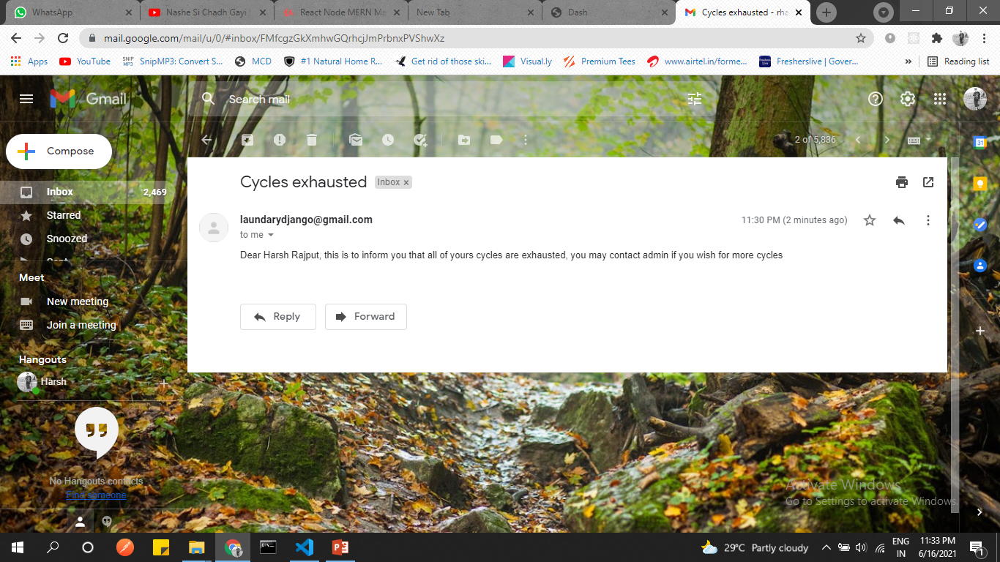 WhatsApp
Nashe Si Chadh Gayi |
React Node MERN Ma
New Tab
Dash
Cycles exhausted - rha
mail.google.com/mail/u/0/#inbox/FMfcgzGkXmhwGQrhcjJmPrbnxPVShwXz
Apps
YouTube
SNIP MP3
SnipMP3: Convert S...
MCD
#1 Natural Home R...
Get rid of those ski...
Visual.ly
Premium Tees
www.airtel.in/forme...
Fresherslive | Gover...
»
Reading list
Gmail
Search mail
Compose
2 of 5,836
31
Inbox 2,469
Starred
Snoozed
Sent
Meet
New meeting
Join a meeting
Hangouts
Harsh
No Hangouts contacts
Find someone
Cycles exhausted
Inbox ×
laundarydjango@gmail.com
11:30 PM (2 minutes ago)
to me
Dear Harsh Rajput, this is to inform you that all of yours cycles are exhausted, you may contact admin if you wish for more cycles
Reply
Forward
Activate Windows
Go to Settings to activate Windows.
29°C Partly cloudy
ENG
IN
11:33 PM
6/16/2021
1